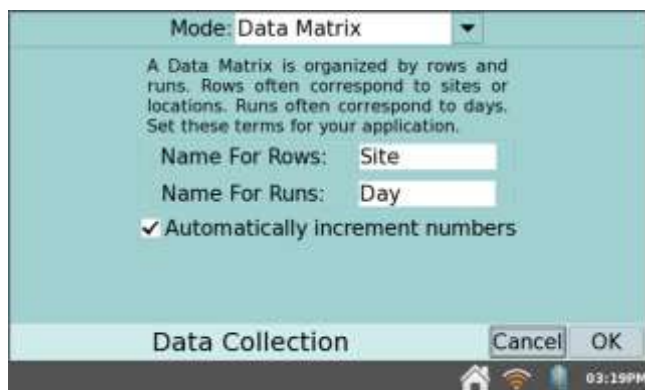 Mode: Data Matrix
A Data Matrix is organized by rows and
runs. Rows often correspond to sites or
locations. Runs often correspond to days.
Set these terms for your application.
Name For Rows: Site
Name For Runs: Day
Automatically increment numbers
Data Collection Cancel OK
03:19PM